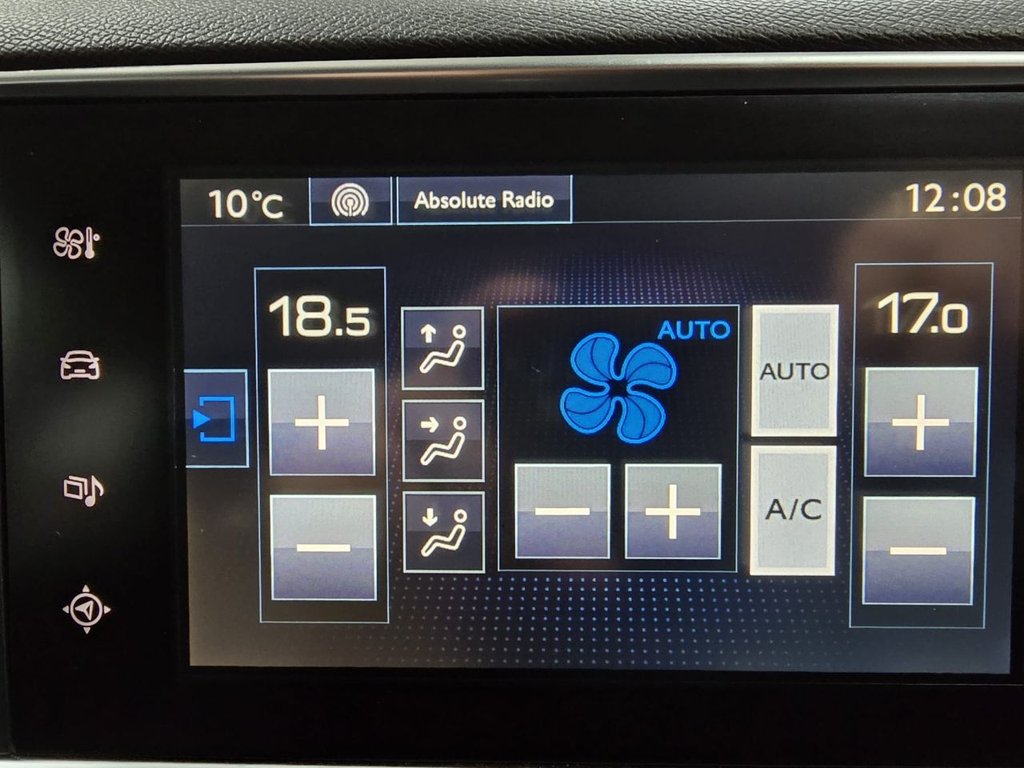 10°C
Absolute Radio
12:08
18.5
AUTO
17.0
AUTO
A/C